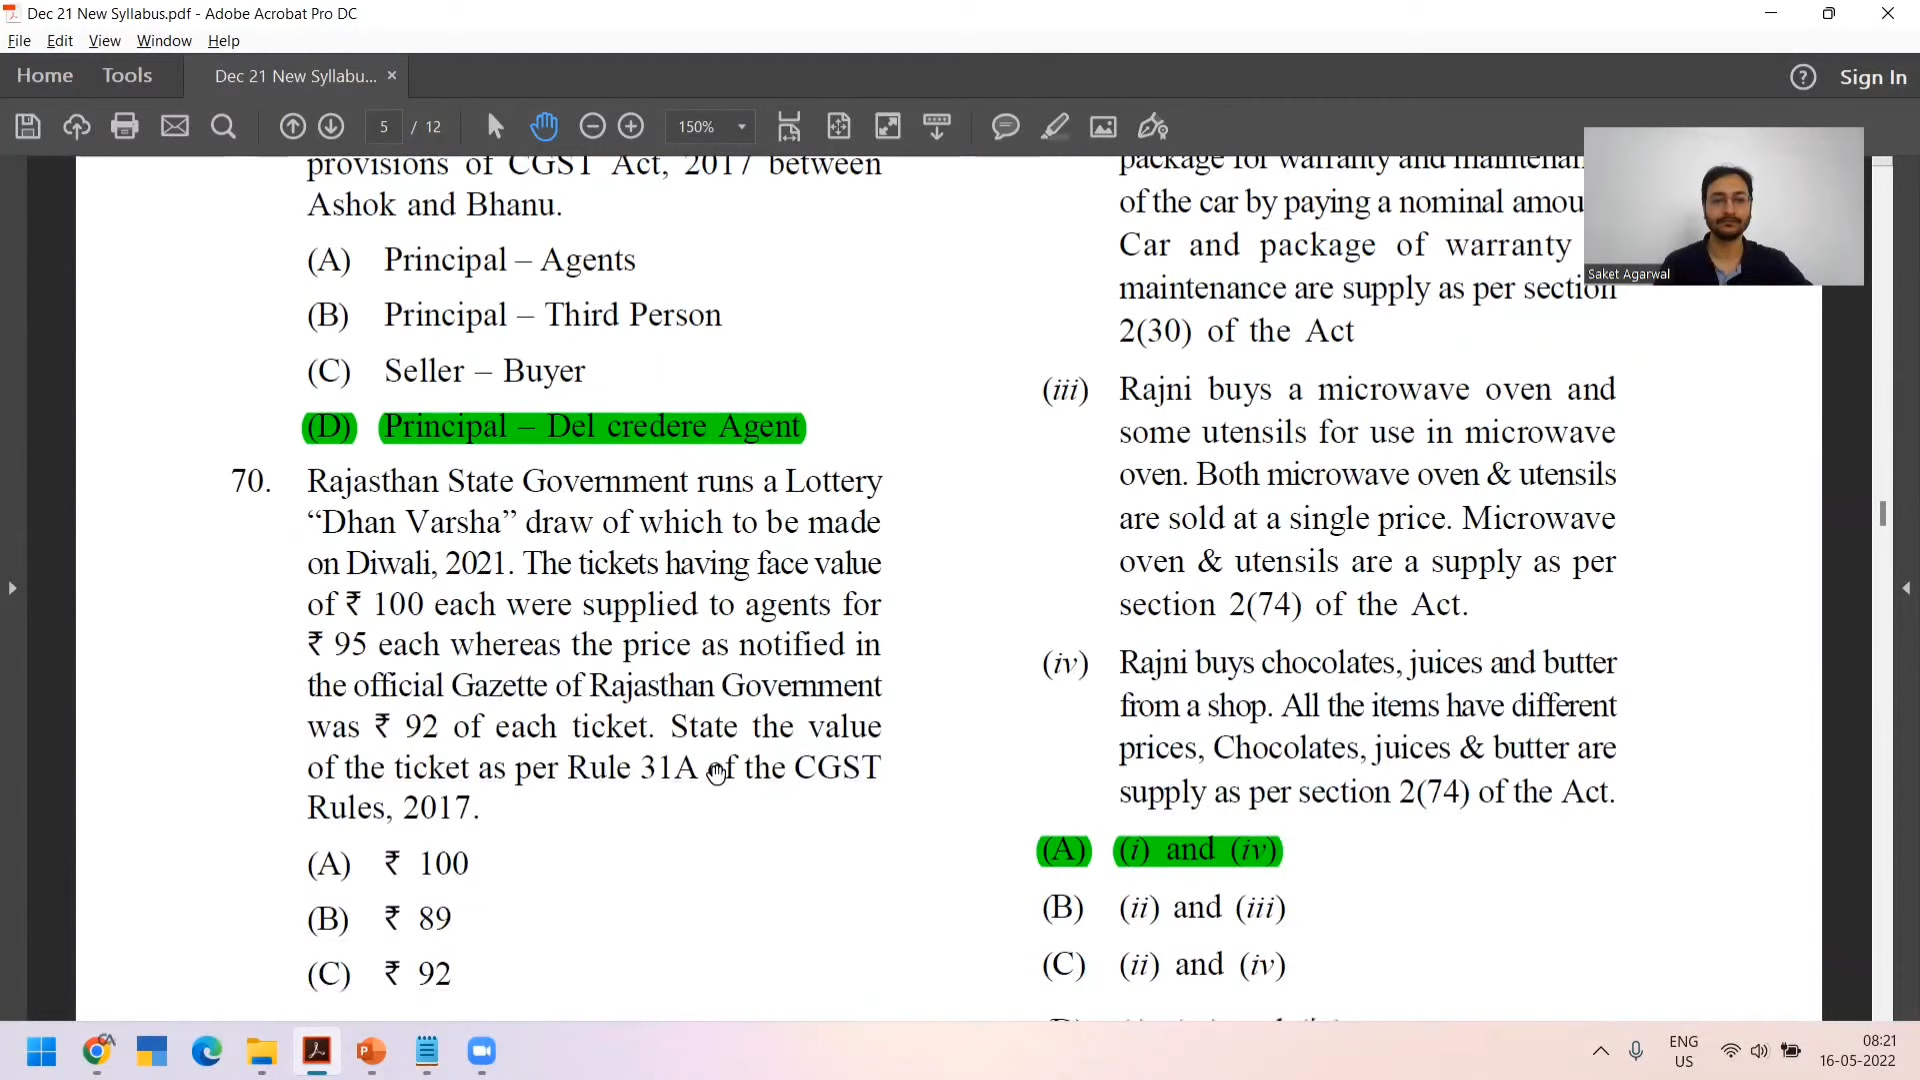 Dec 21 New Syllabus.pdf - Adobe Acrobat Pro DC
File Edit View Window Help
Home Tools Dec 21 New Syllabu... × Sign In
5 / 12 150%
provisions of CGST Act, 2017 between
Ashok and Bhanu.
(A) Principal – Agents
(B) Principal – Third Person
(C) Seller – Buyer
(D) Principal – Del credere Agent
70. Rajasthan State Government runs a Lottery
“Dhan Varsha” draw of which to be made
on Diwali, 2021. The tickets having face value
of ₹ 100 each were supplied to agents for
₹ 95 each whereas the price as notified in
the official Gazette of Rajasthan Government
was ₹ 92 of each ticket. State the value
of the ticket as per Rule 31A of the CGST
Rules, 2017.
(A) ₹ 100
(B) ₹ 89
(C) ₹ 92
package for warranty and
of the car by paying a nominal
Car and package of warranty
maintenance are supply as per section
2(30) of the Act
(iii) Rajni buys a microwave oven and
some utensils for use in microwave
oven. Both microwave oven & utensils
are sold at a single price. Microwave
oven & utensils are a supply as per
section 2(74) of the Act.
(iv) Rajni buys chocolates, juices and butter
from a shop. All the items have different
prices, Chocolates, juices & butter are
supply as per section 2(74) of the Act.
(A) (i) and (iv)
(B) (ii) and (iii)
(C) (ii) and (iv)
Saket Agarwal
ENG
US
08:21
16-05-2022